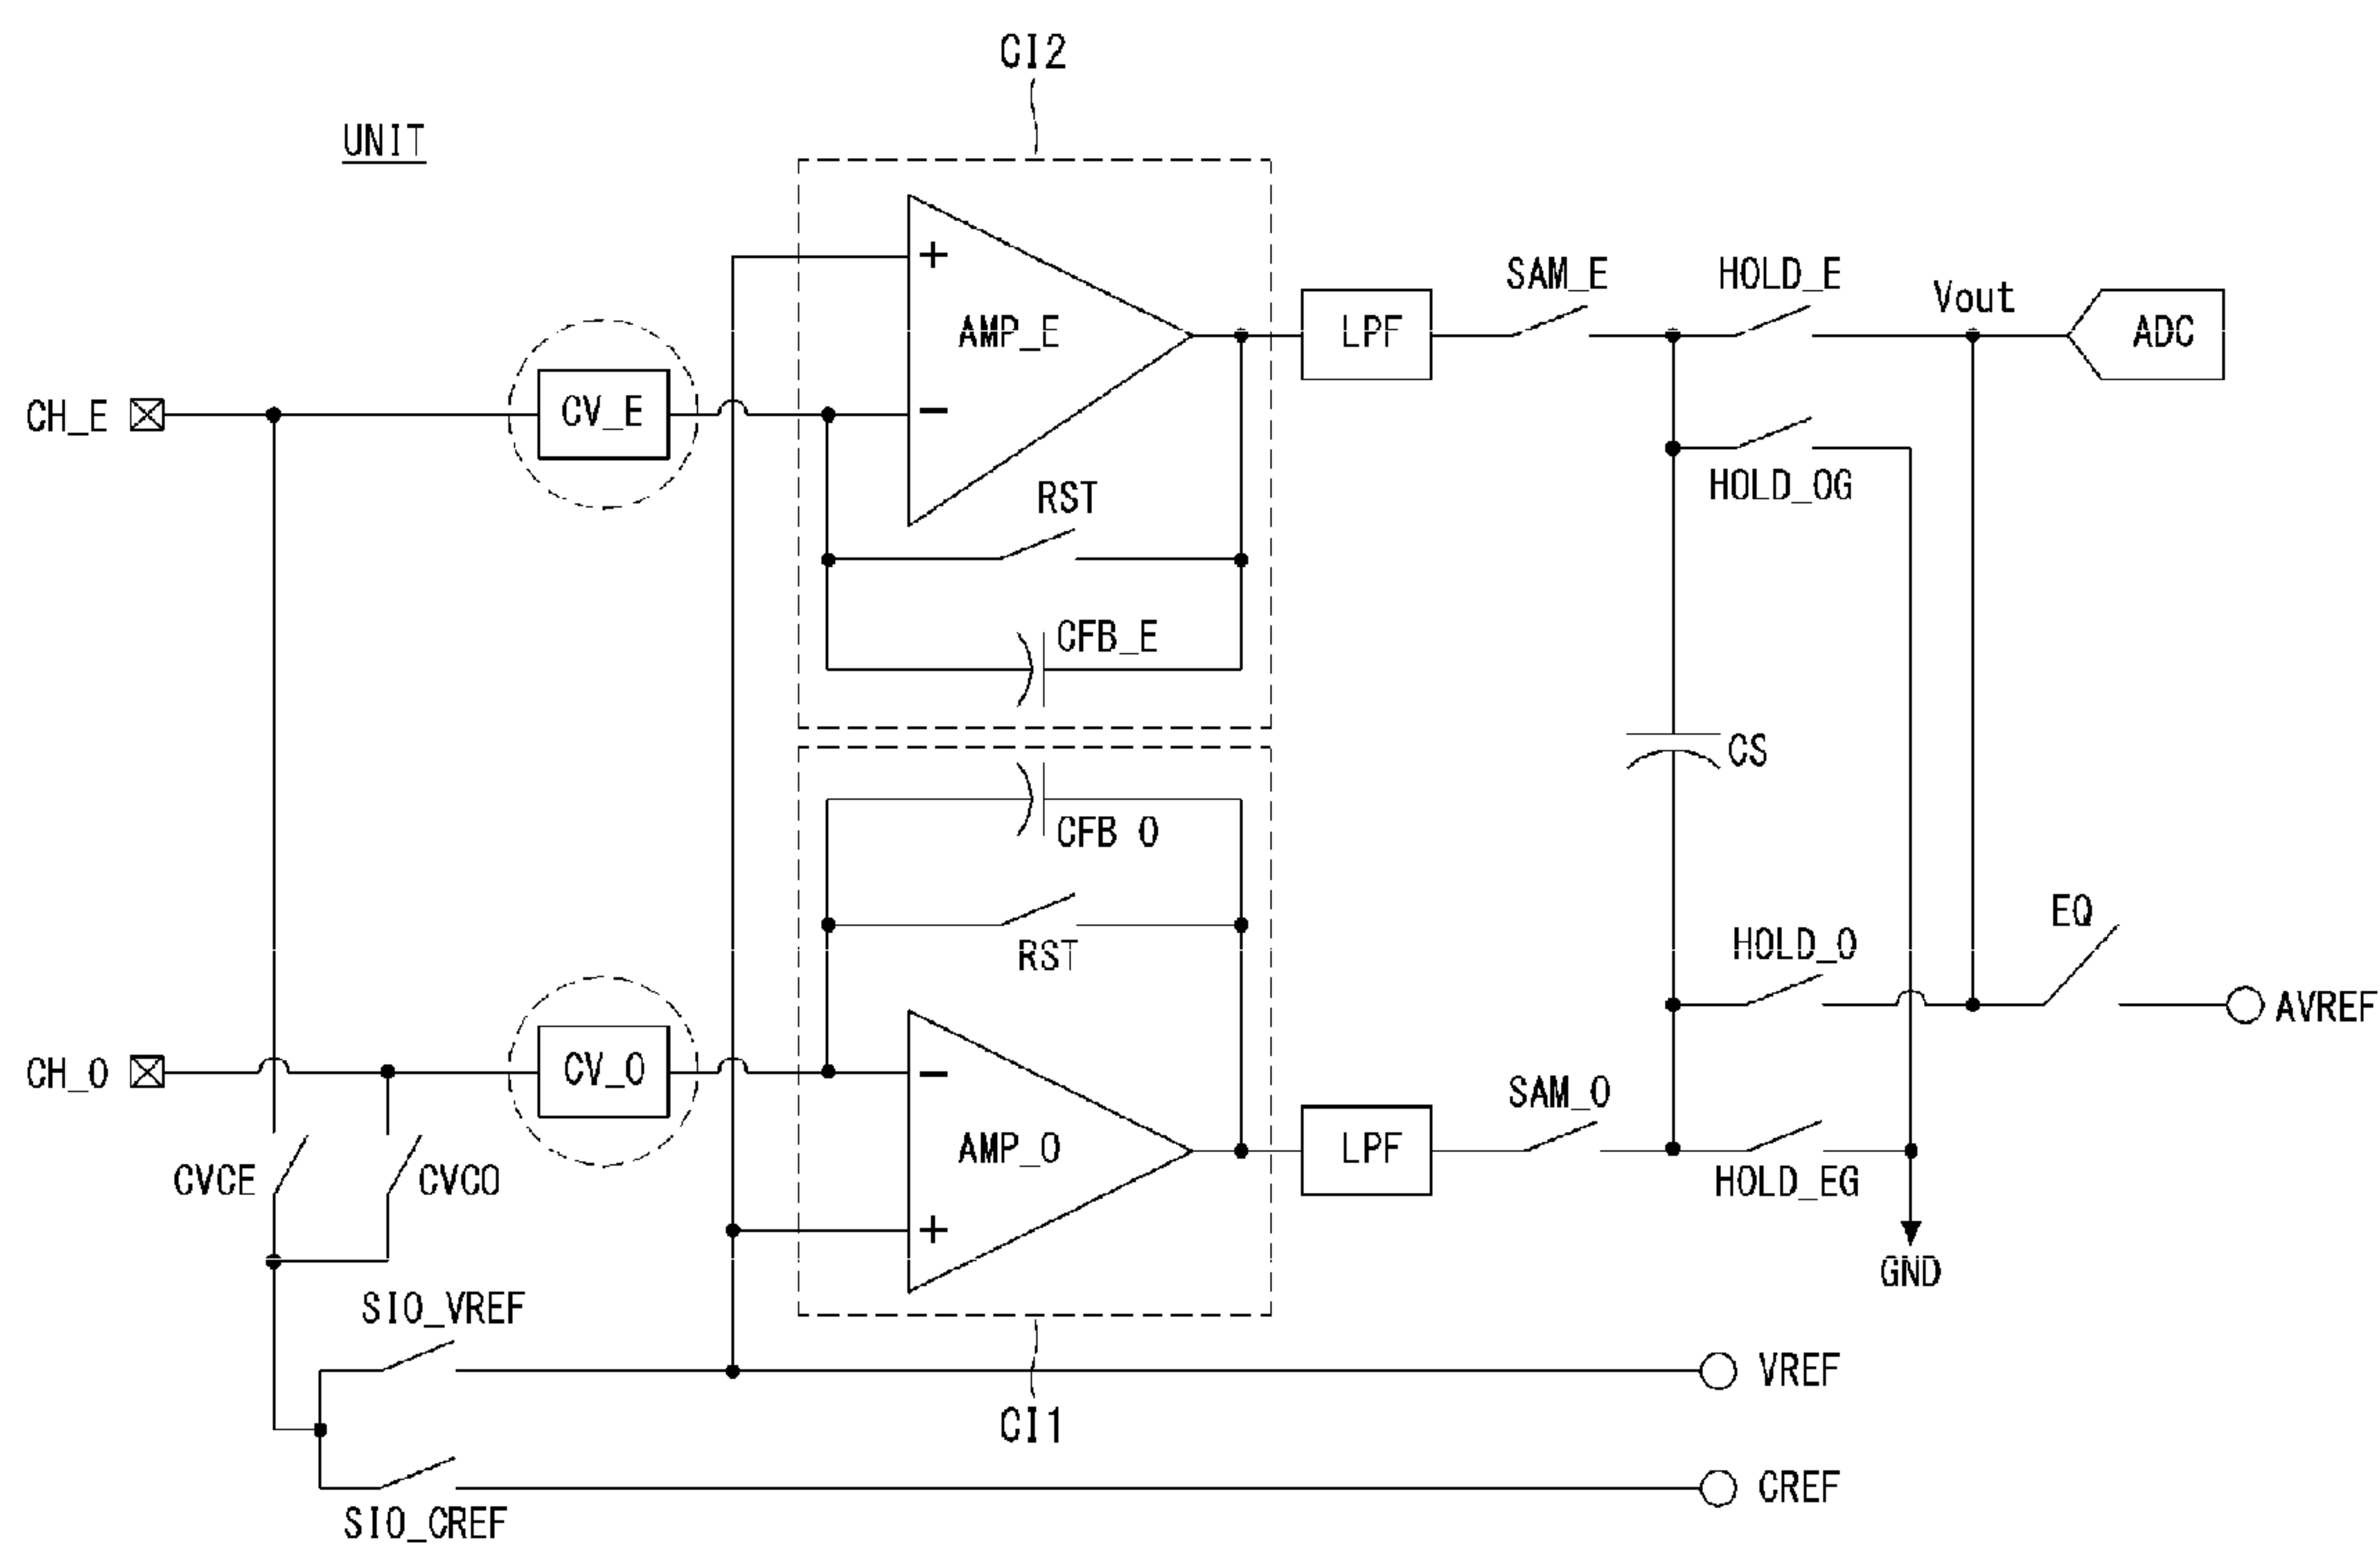 CI2
UNIT
+
AMP_E
−
CH_E
CV_E
RST
CFB_E
LPF
SAM_E
HOLD_E
Vout
ADC
HOLD_OG
CS
CFB O
RST
HOLD_O
EQ
AVREF
CH_O
CV_O
−
AMP_O
+
LPF
SAM_O
HOLD_EG
GND
CVCE
CVCO
SIO_VREF
VREF
CI1
SIO_CREF
CREF